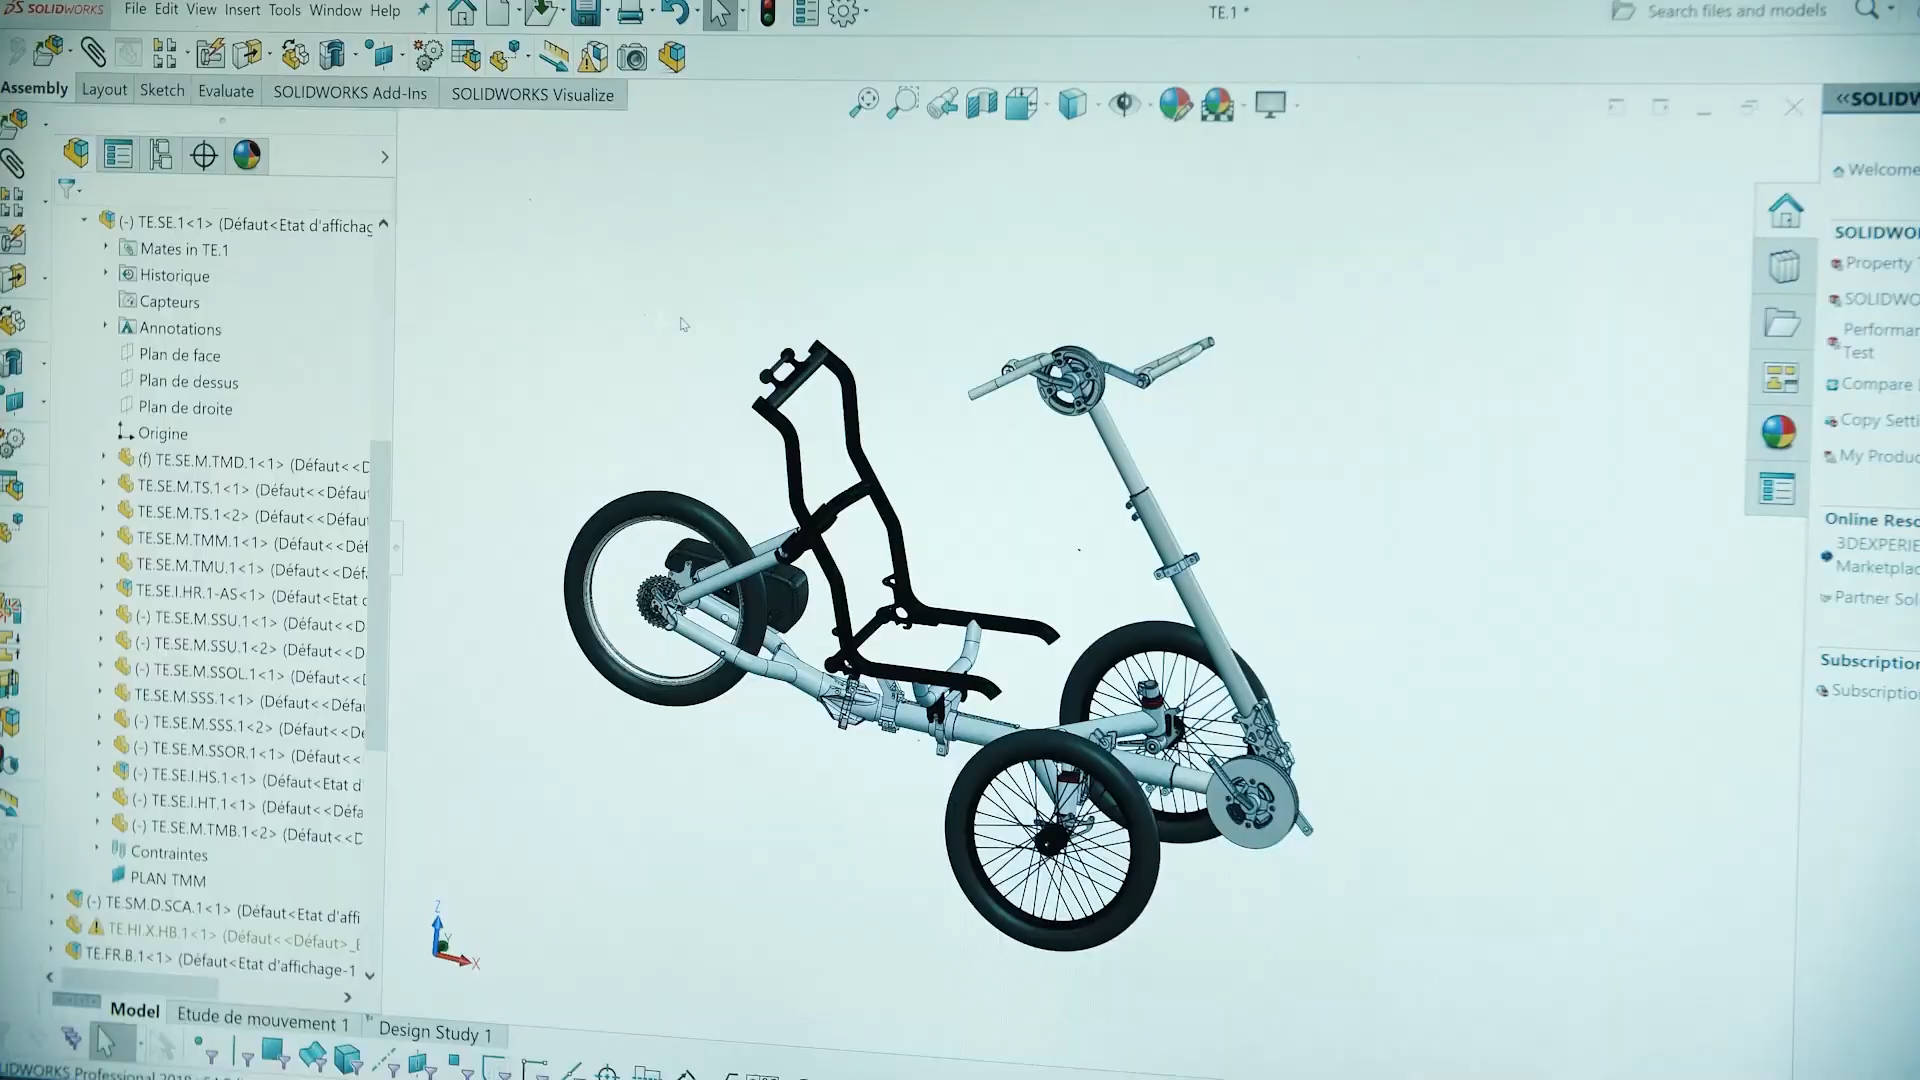 SOLIDWORKS File Edit View Insert Tools Window Help TE.1 * Search files and models
Assembly Layout Sketch Evaluate SOLIDWORKS Add-Ins SOLIDWORKS Visualize
«SOLIDW
Welcome
(-) TE.SE.1<1> (Défaut<Etat d'affichag
Mates in TE.1
Historique
Capteurs
Annotations
Plan de face
Plan de dessus
Plan de droite
Origine
(f) TE.SE.M.TMD.1<1> (Défaut<<D
TE.SE.M.TS.1<1> (Défaut<<Défau
TE.SE.M.TS.1<2> (Défaut<<Défau
TE.SE.M.TMM.1<1> (Défaut<<Déf
TE.SE.M.TMU.1<1> (Défaut<<Déf
TE.SE.I.HR.1-AS<1> (Défaut<Etat d
(-) TE.SE.M.SSU.1<1> (Défaut<<D
(-) TE.SE.M.SSU.1<2> (Défaut<<D
(-) TE.SE.M.SSOL.1<1> (Défaut<<
TE.SE.M.SSS.1<1> (Défaut<<Défa
(-) TE.SE.M.SSS.1<2> (Défaut<<De
(-) TE.SE.M.SSOR.1<1> (Défaut<<
(-) TE.SE.I.HS.1<1> (Défaut<Etat d
(-) TE.SE.I.HT.1<1> (Défaut<<Défa
(-) TE.SE.M.TMB.1<2> (Défaut<<D
Contraintes
PLAN TMM
(-) TE.SM.D.SCA.1<1> (Défaut<Etat d'affi
TE.HI.X.HB.1<1> (Défaut<<Défaut>_E
TE.FR.B.1<1> (Défaut<Etat d'affichage-1
SOLIDWO
Property T
SOLIDWO
Performan
Test
Compare
Copy Setti
My Produc
Online Reso
3DEXPERIE
Marketplac
Partner Sol
Subscription
Subscriptio
Z
Y
X
Model Etude de mouvement 1 Design Study 1